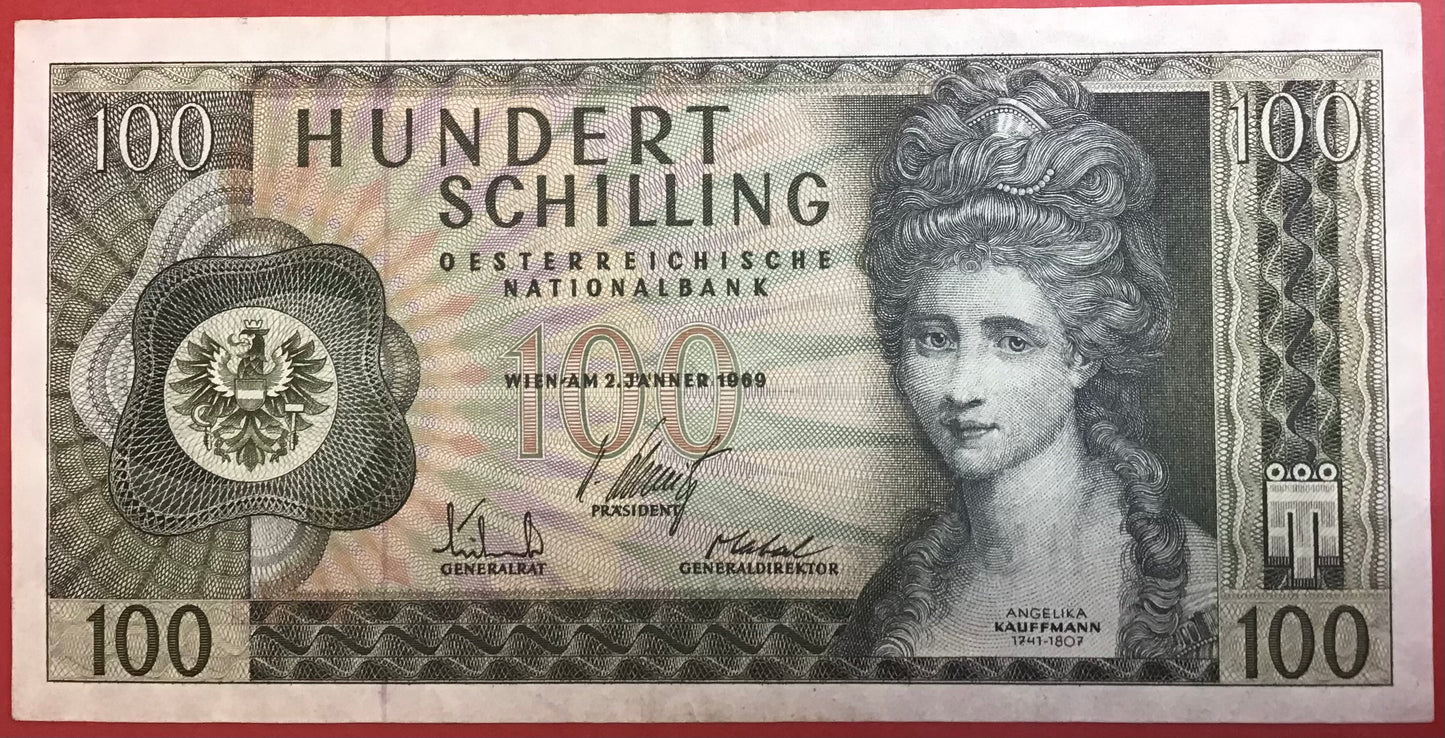 100
HUNDERT
SCHILLING
OESTERREICHISCHE
NATIONALBANK
100
WIEN·AM 2. JÄNNER 1969
100
PRÄSIDENT
GENERALRAT
GENERALDIREKTOR
ANGELIKA
KAUFFMANN
1741-1807
100
100